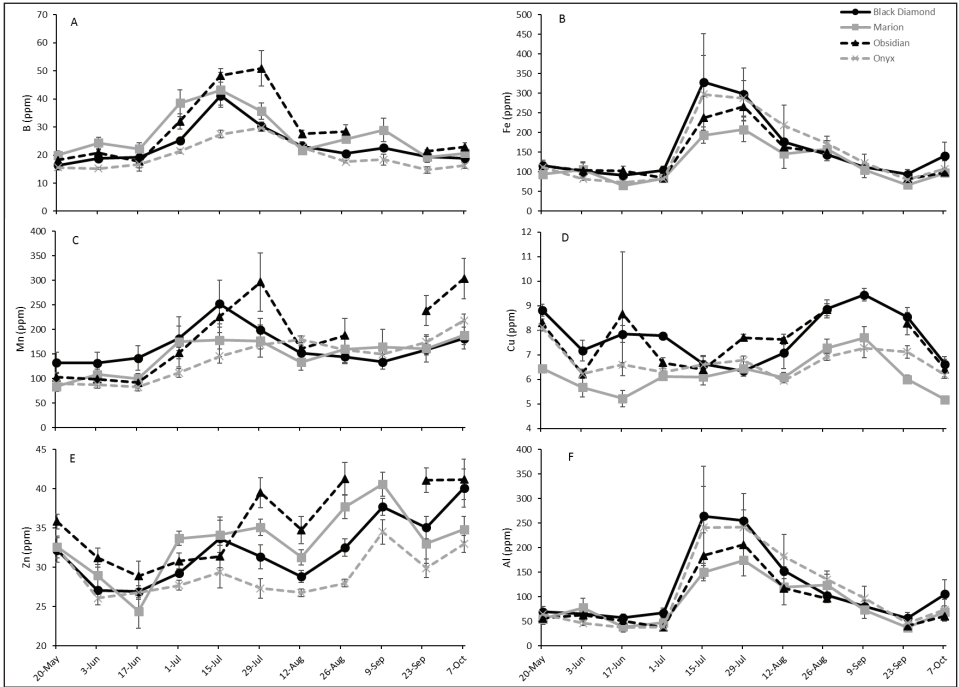 A
B (ppm)
70
60
50
40
30
20
10
0
B
Fe (ppm)
500
450
400
350
300
250
200
150
100
50
0
Black Diamond
Marion
Obsidian
Onyx
C
Mn (ppm)
400
350
300
250
200
150
100
50
0
D
Cu (ppm)
12
11
10
9
8
7
6
5
4
E
Zn (ppm)
45
40
35
30
25
20
20-May
3-Jun
17-Jun
1-Jul
15-Jul
29-Jul
12-Aug
26-Aug
9-Sep
23-Sep
7-Oct
F
Al (ppm)
400
350
300
250
200
150
100
50
0
20-May
3-Jun
17-Jun
1-Jul
15-Jul
29-Jul
12-Aug
26-Aug
9-Sep
23-Sep
7-Oct